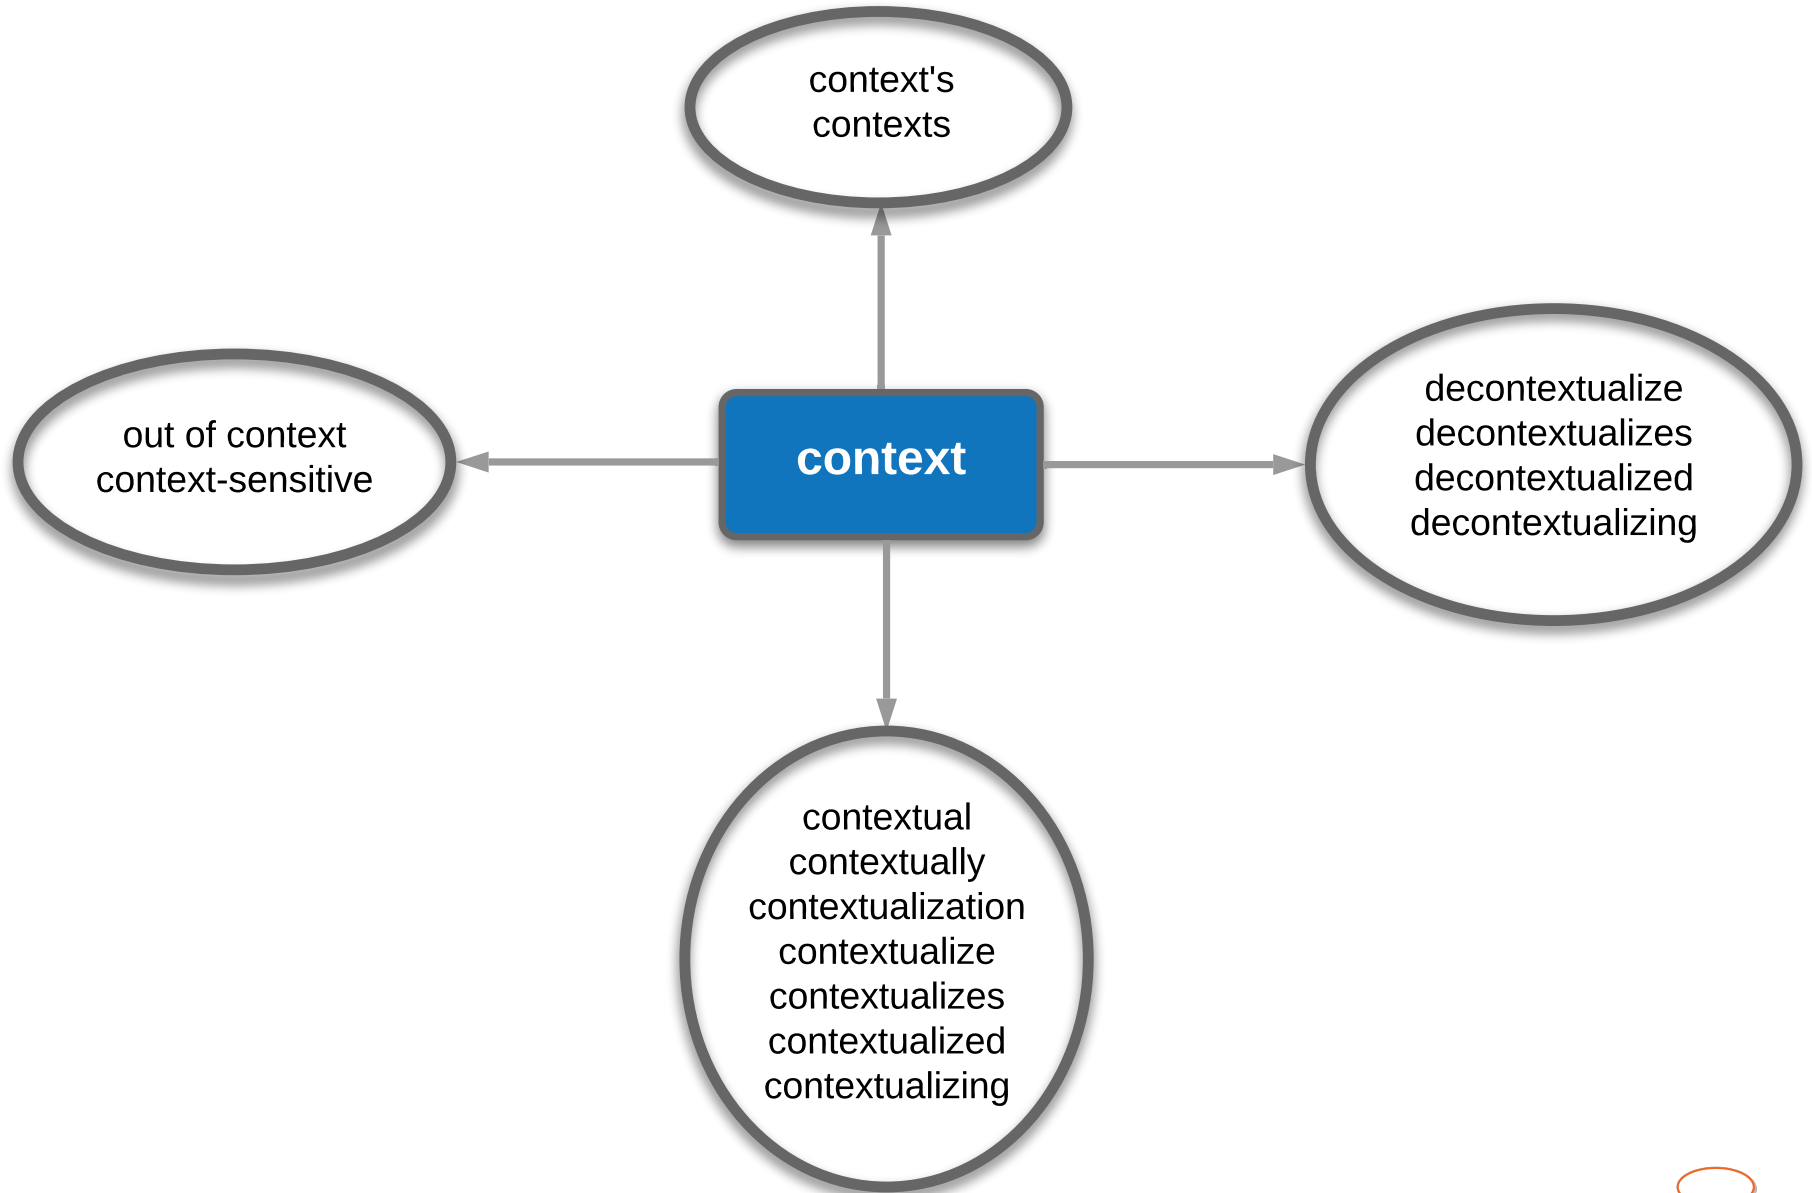 context's
contexts
out of context
context-sensitive
context
decontextualize
decontextualizes
decontextualized
decontextualizing
contextual
contextually
contextualization
contextualize
contextualizes
contextualized
contextualizing